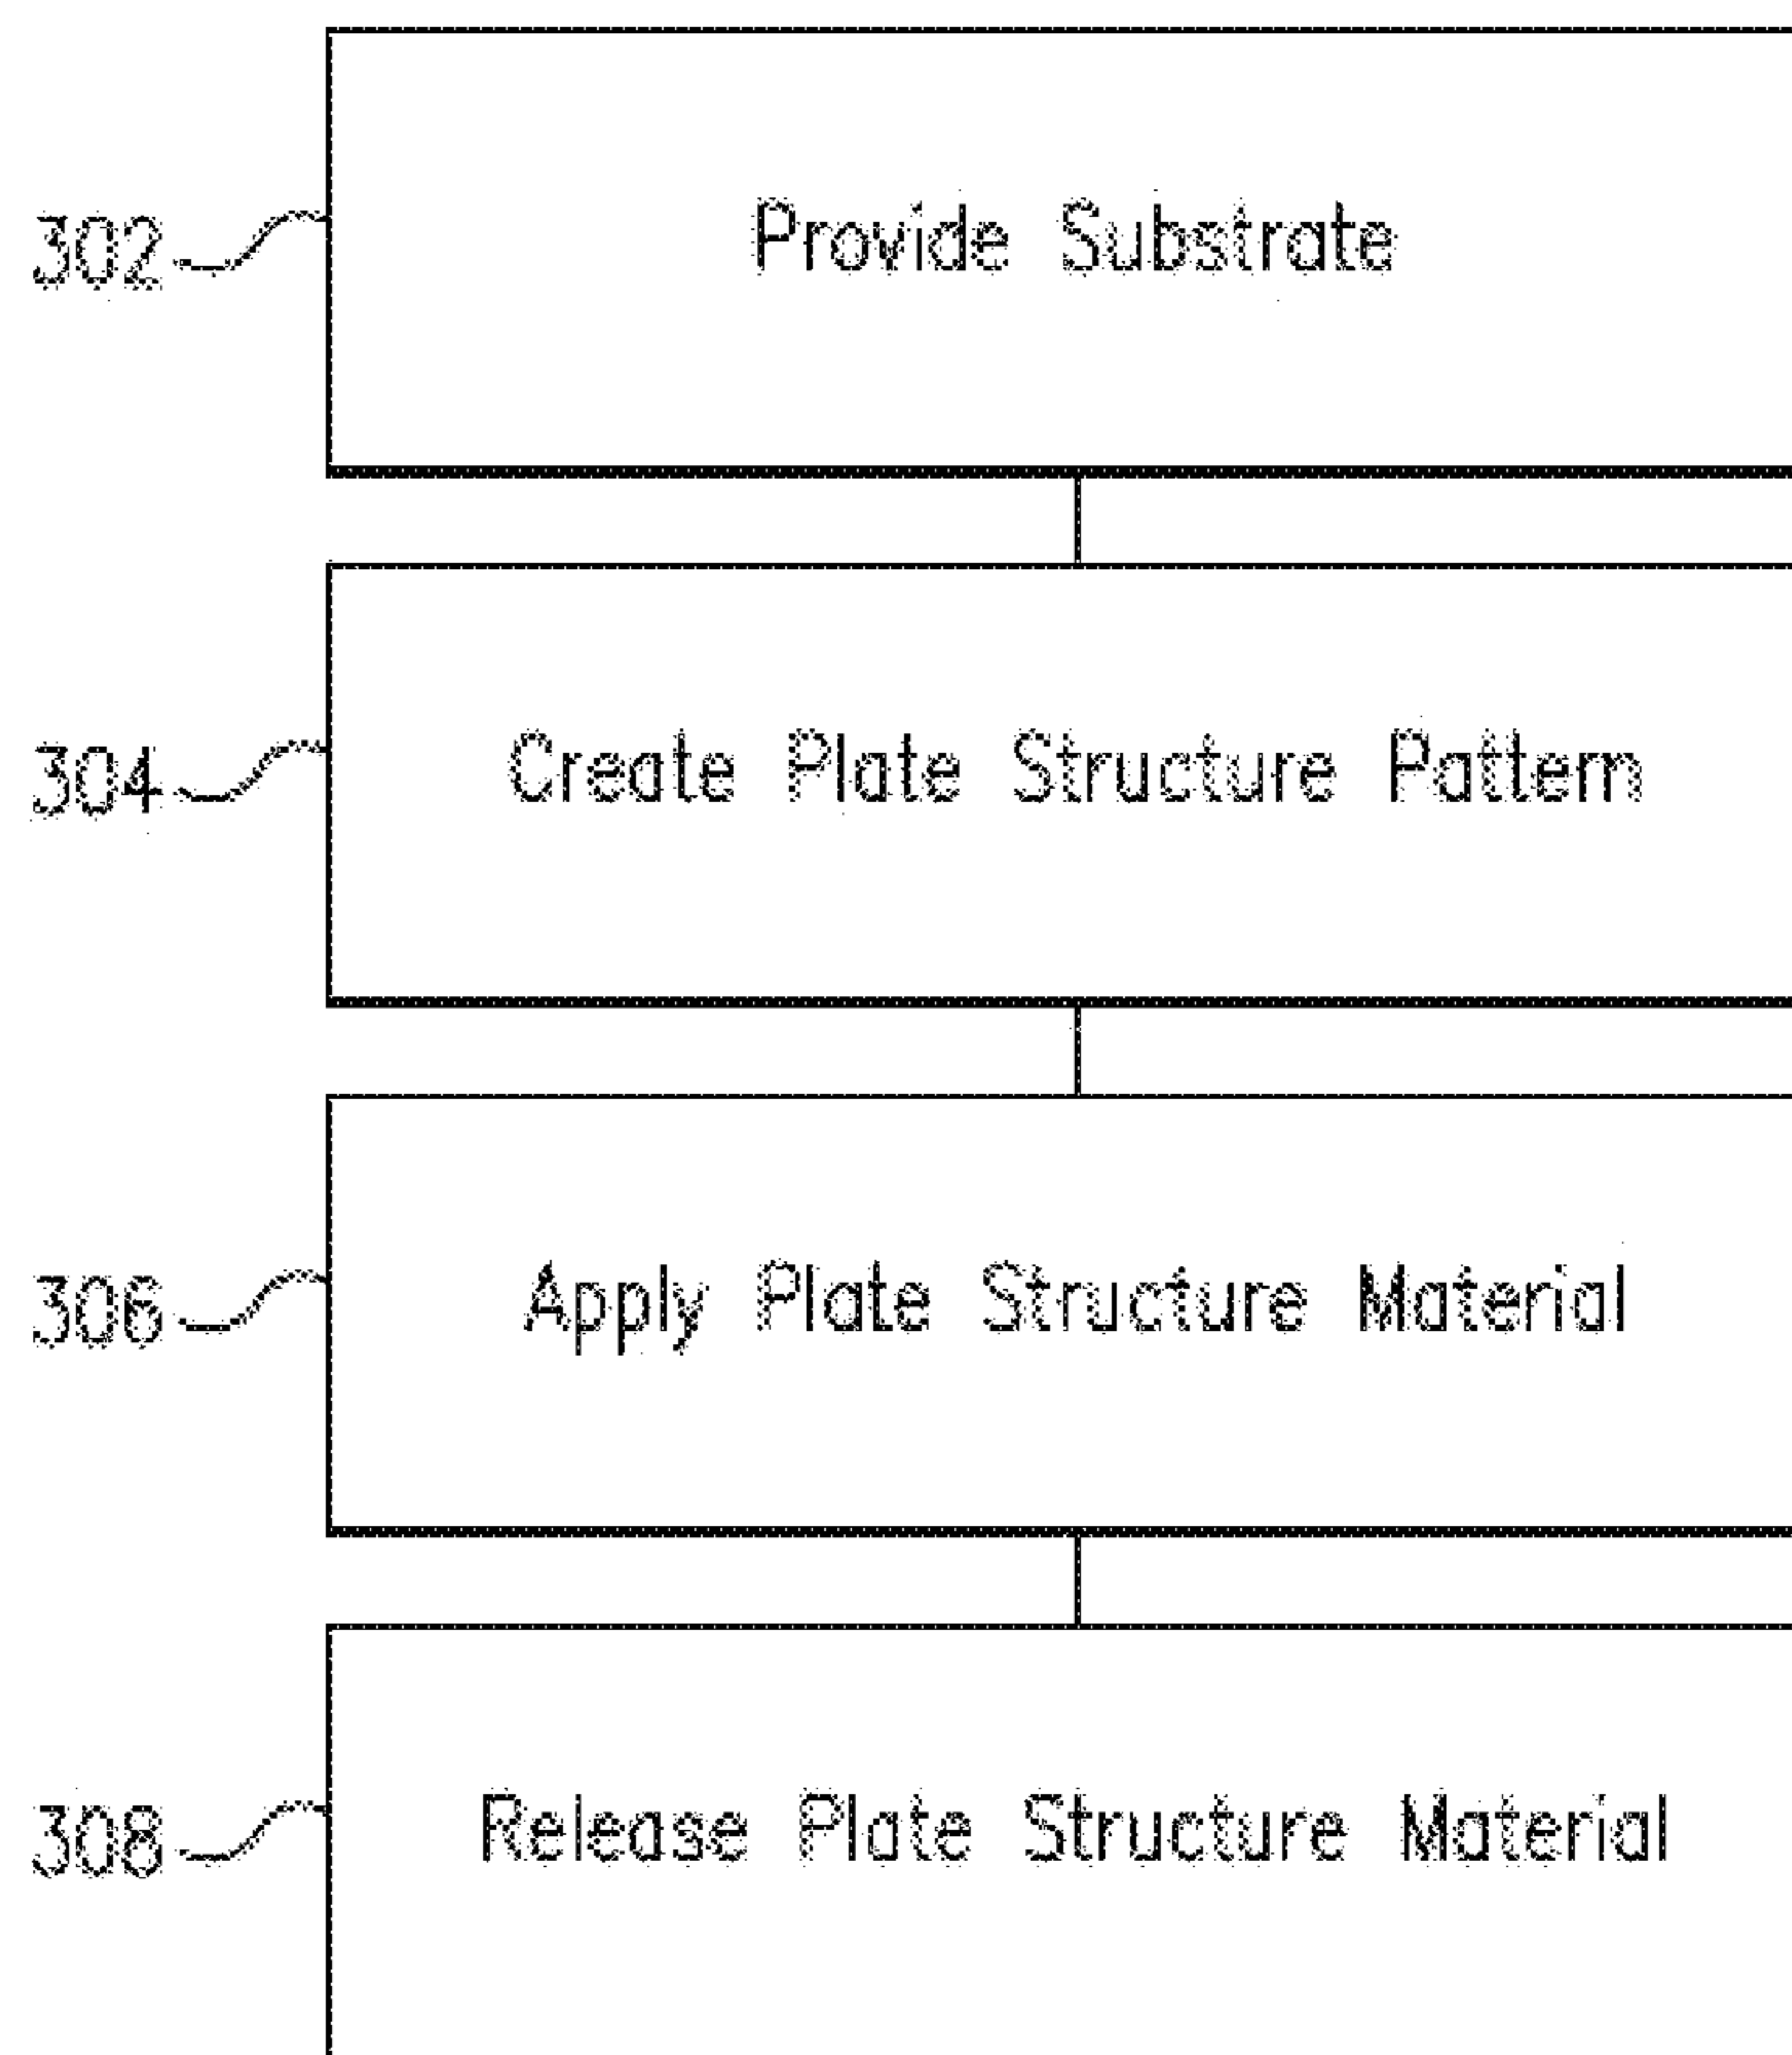 302
Provide Substrate
304
Create Plate Structure Pattern
306
Apply Plate Structure Material
308
Release Plate Structure Material